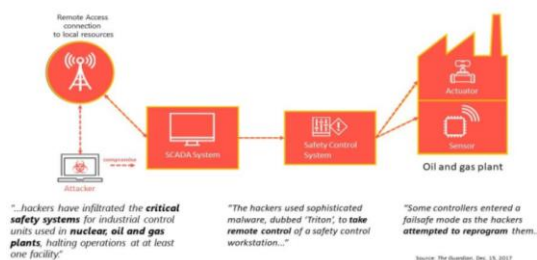 Remote Access
connection
to local resources
Actuator
SCADA System
Safety Control
System
Sensor
compromise
Attacker
Oil and gas plant
"...hackers have infiltrated the critical
safety systems for industrial control
units used in nuclear, oil and gas
plants, halting operations at at least
one facility."
"The hackers used sophisticated
malware, dubbed 'Triton', to take
remote control of a safety control
workstation..."
"Some controllers entered a
failsafe mode as the hackers
attempted to reprogram them.
Source: The Guardian, Dec. 15, 2017